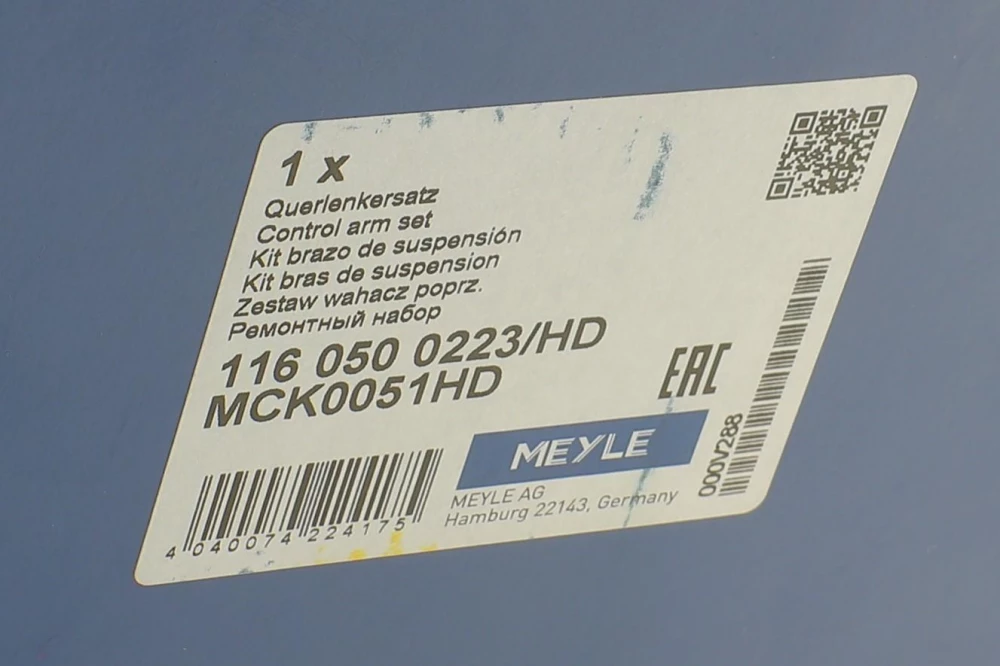 1 x
Querlenkersatz
Control arm set
Kit brazo de suspensión
Kit bras de suspension
Zestaw wahacz poprz.
Ремонтный набор
116 050 0223/HD
MCK0051HD
EAC
MEYLE
MEYLE AG
Hamburg 22143, Germany
4 040074 224175
000V288